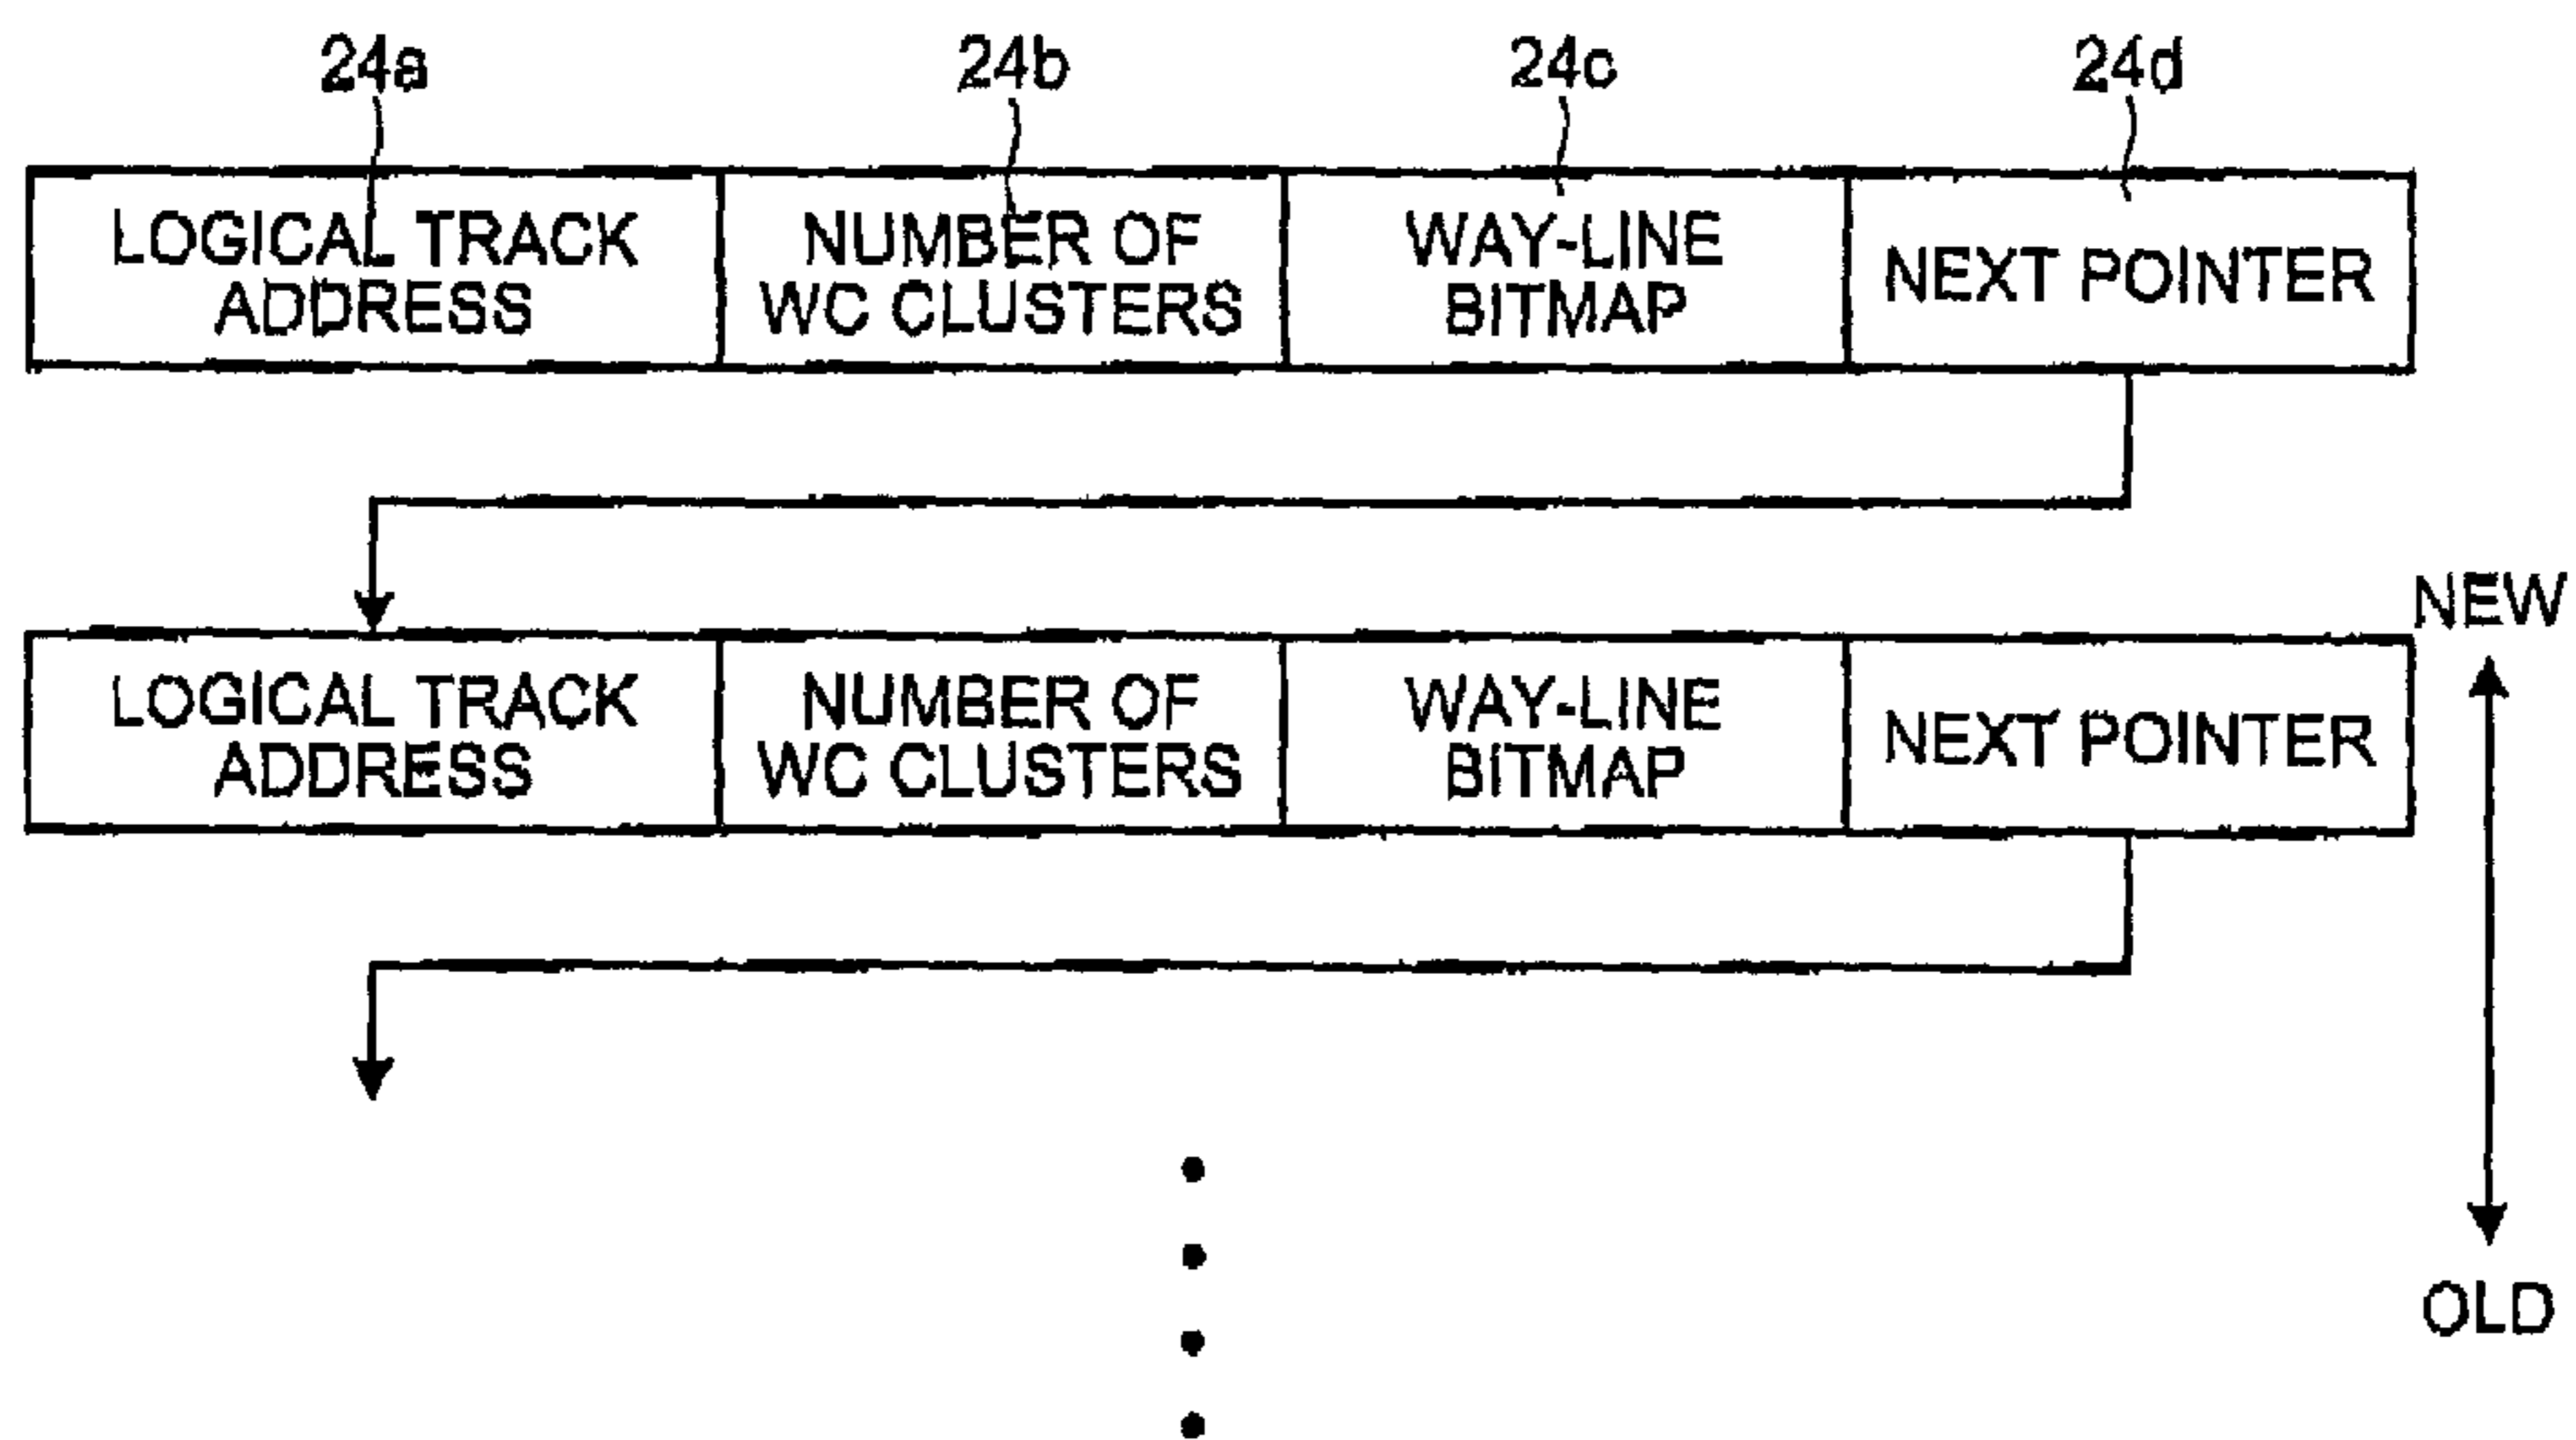 24a 24b 24c 24d
LOGICAL TRACK ADDRESS
NUMBER OF WC CLUSTERS
WAY-LINE BITMAP
NEXT POINTER
NEW
LOGICAL TRACK ADDRESS
NUMBER OF WC CLUSTERS
WAY-LINE BITMAP
NEXT POINTER
OLD